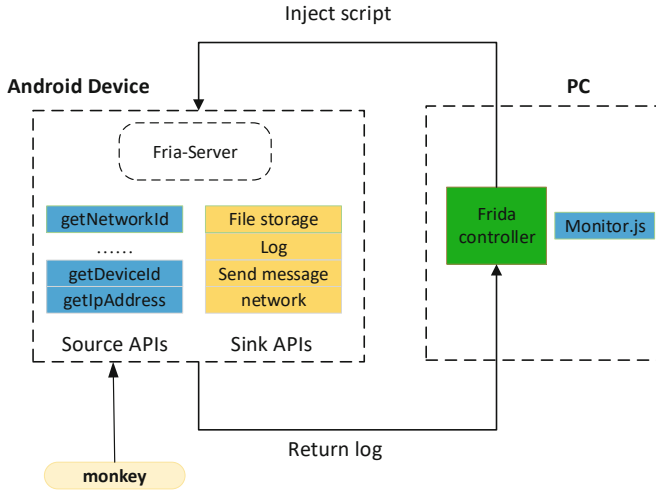 Inject script
Android Device
PC
Fria-Server
getNetworkId
......
getDeviceId
getIpAddress
Source APIs
File storage
Log
Send message
network
Sink APIs
Frida
controller
Monitor.js
Return log
monkey